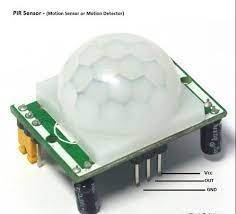 PIR Sensor - (Motion Sensor or Motion Detector)
Vcc
OUT
GND